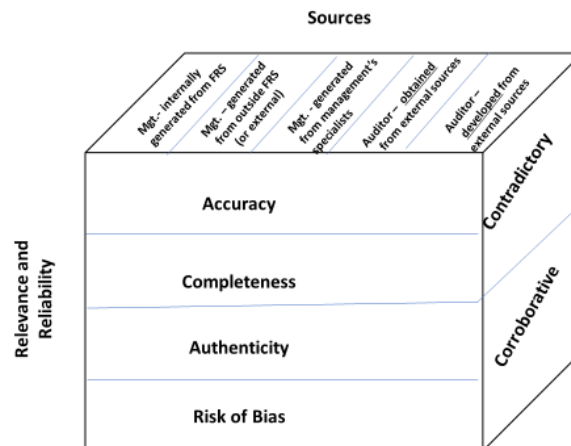 Sources
Mgt.- internally
generated from FRS
Mgt. – generated
from outside FRS
(or external)
Mgt. - generated
from management's
specialists
Auditor – obtained
from external sources
Auditor –
developed from
external sources
Relevance and
Reliability
Accuracy
Completeness
Authenticity
Risk of Bias
Contradictory
Corroborative